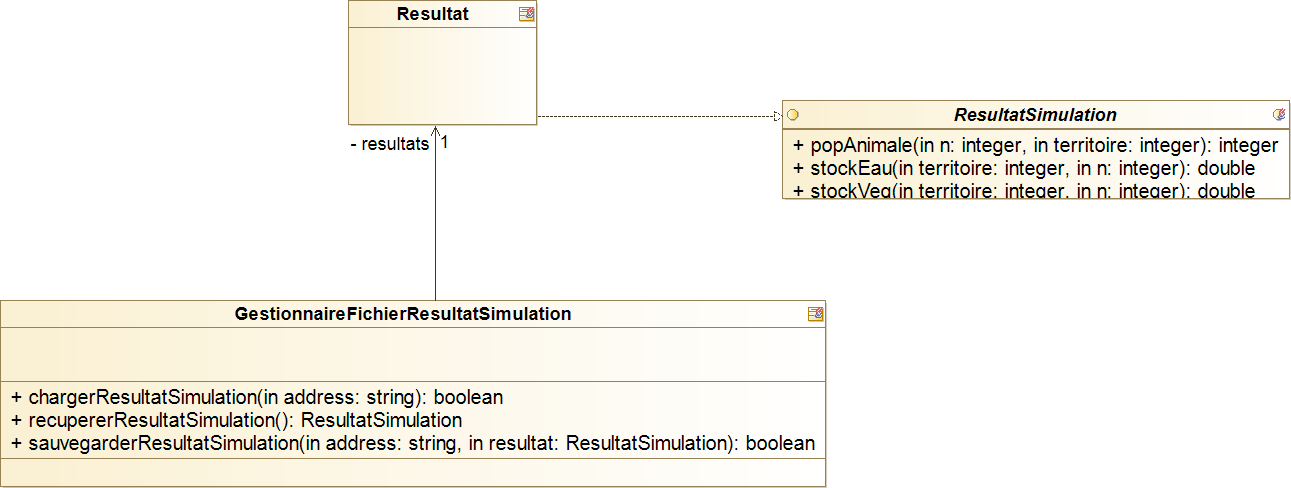 Resultat
ResultatSimulation
+ popAnimale(in n: integer, in territoire: integer): integer
+ stockEau(in territoire: integer, in n: integer): double
+ stockVeg(in territoire: integer, in n: integer): double
- resultats 1
GestionnaireFichierResultatSimulation
+ chargerResultatSimulation(in address: string): boolean
+ recupererResultatSimulation(): ResultatSimulation
+ sauvegarderResultatSimulation(in address: string, in resultat: ResultatSimulation): boolean